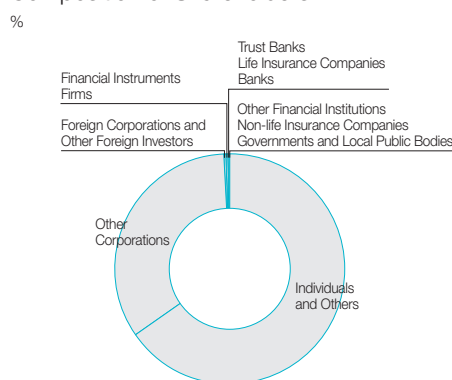 %
Trust Banks
Life Insurance Companies
Banks
Financial Instruments
Firms
Other Financial Institutions
Non-life Insurance Companies
Governments and Local Public Bodies
Foreign Corporations and
Other Foreign Investors
Other
Corporations
Individuals
and Others